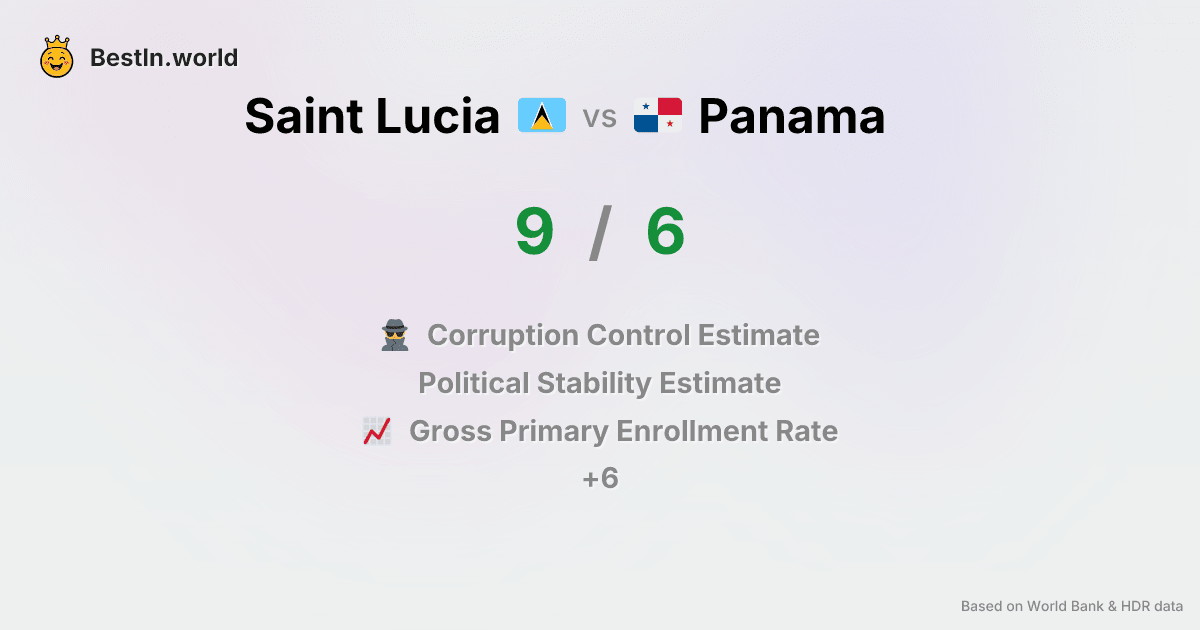 BestIn.world
Saint Lucia vs Panama
9 / 6
Corruption Control Estimate
Political Stability Estimate
Gross Primary Enrollment Rate
+6
Based on World Bank & HDR data